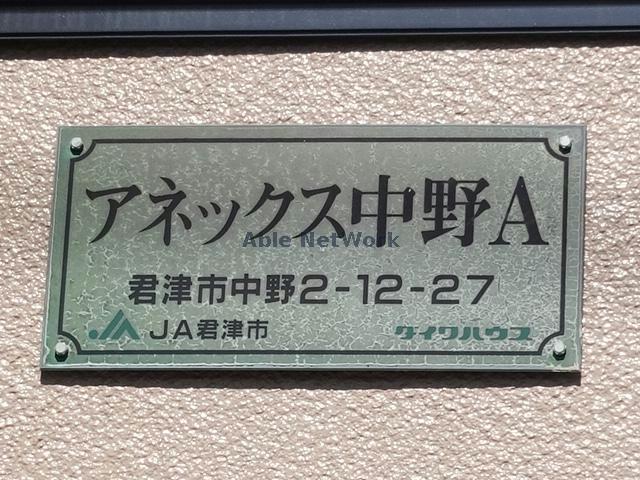 アネックス中野A
Able NetWork
君津市中野2-12-27
JA JA君津市 ダイワハウス